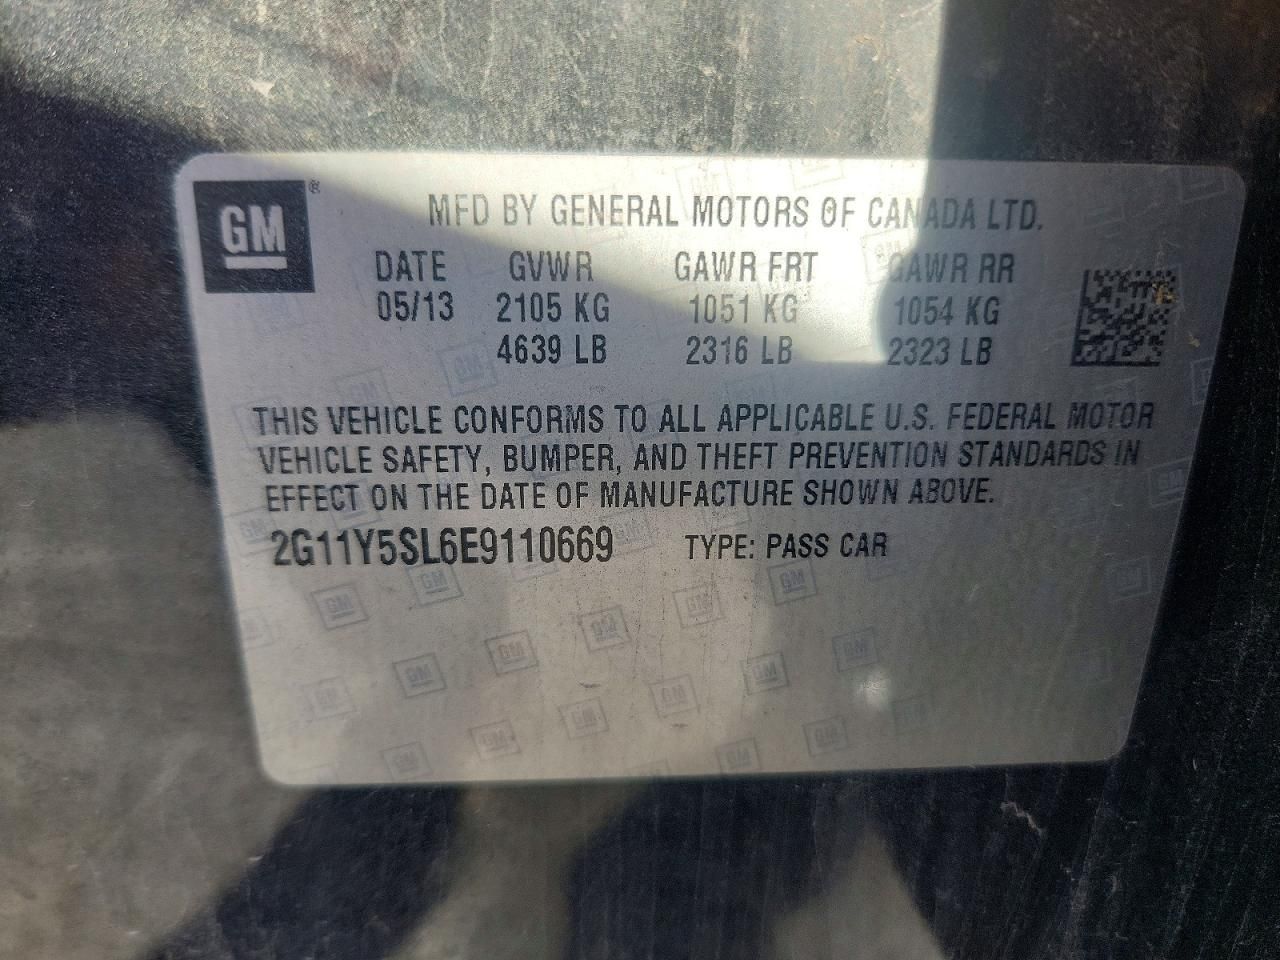 GM ®
MFD BY GENERAL MOTORS OF CANADA LTD.
DATE GVWR GAWR FRT GAWR RR
05/13 2105 KG 1051 KG 1054 KG
4639 LB 2316 LB 2323 LB
THIS VEHICLE CONFORMS TO ALL APPLICABLE U.S. FEDERAL MOTOR
VEHICLE SAFETY, BUMPER, AND THEFT PREVENTION STANDARDS IN
EFFECT ON THE DATE OF MANUFACTURE SHOWN ABOVE.
2G11Y5SL6E9110669 TYPE: PASS CAR